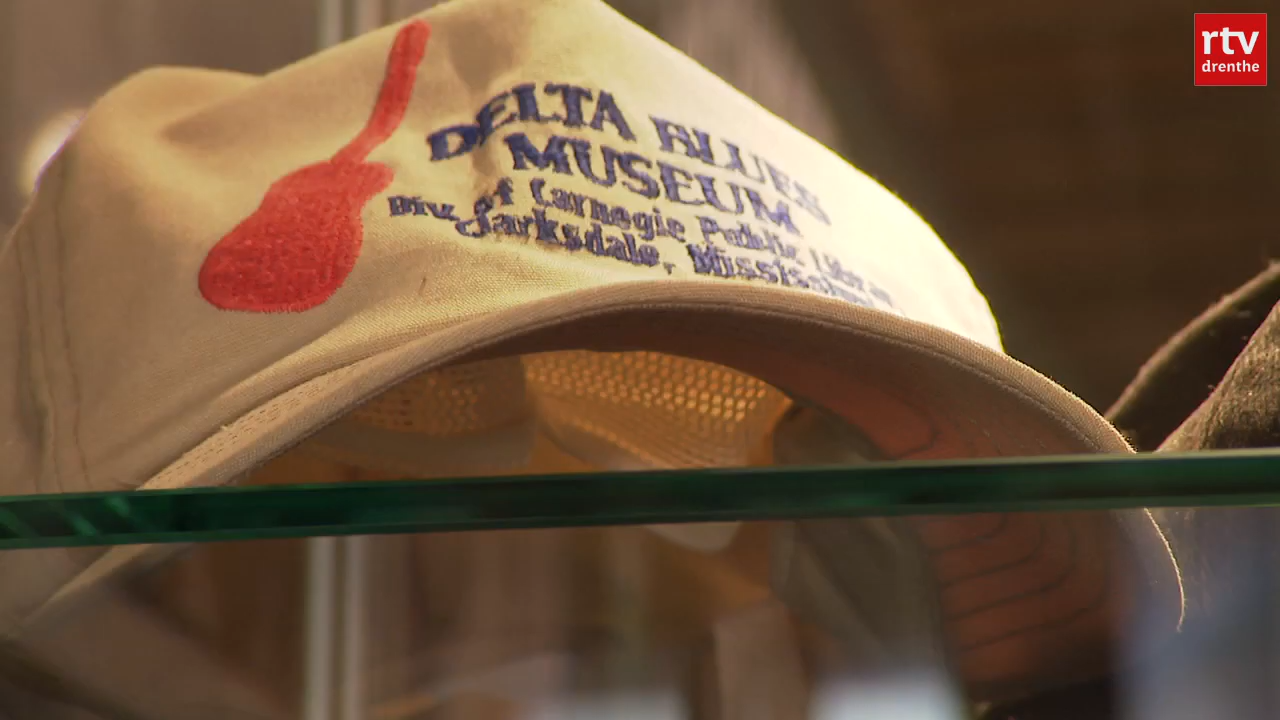 DELTA BLUES
MUSEUM
Div. of Carnegie Public Library
Clarksdale, Mississippi
rtv
drenthe